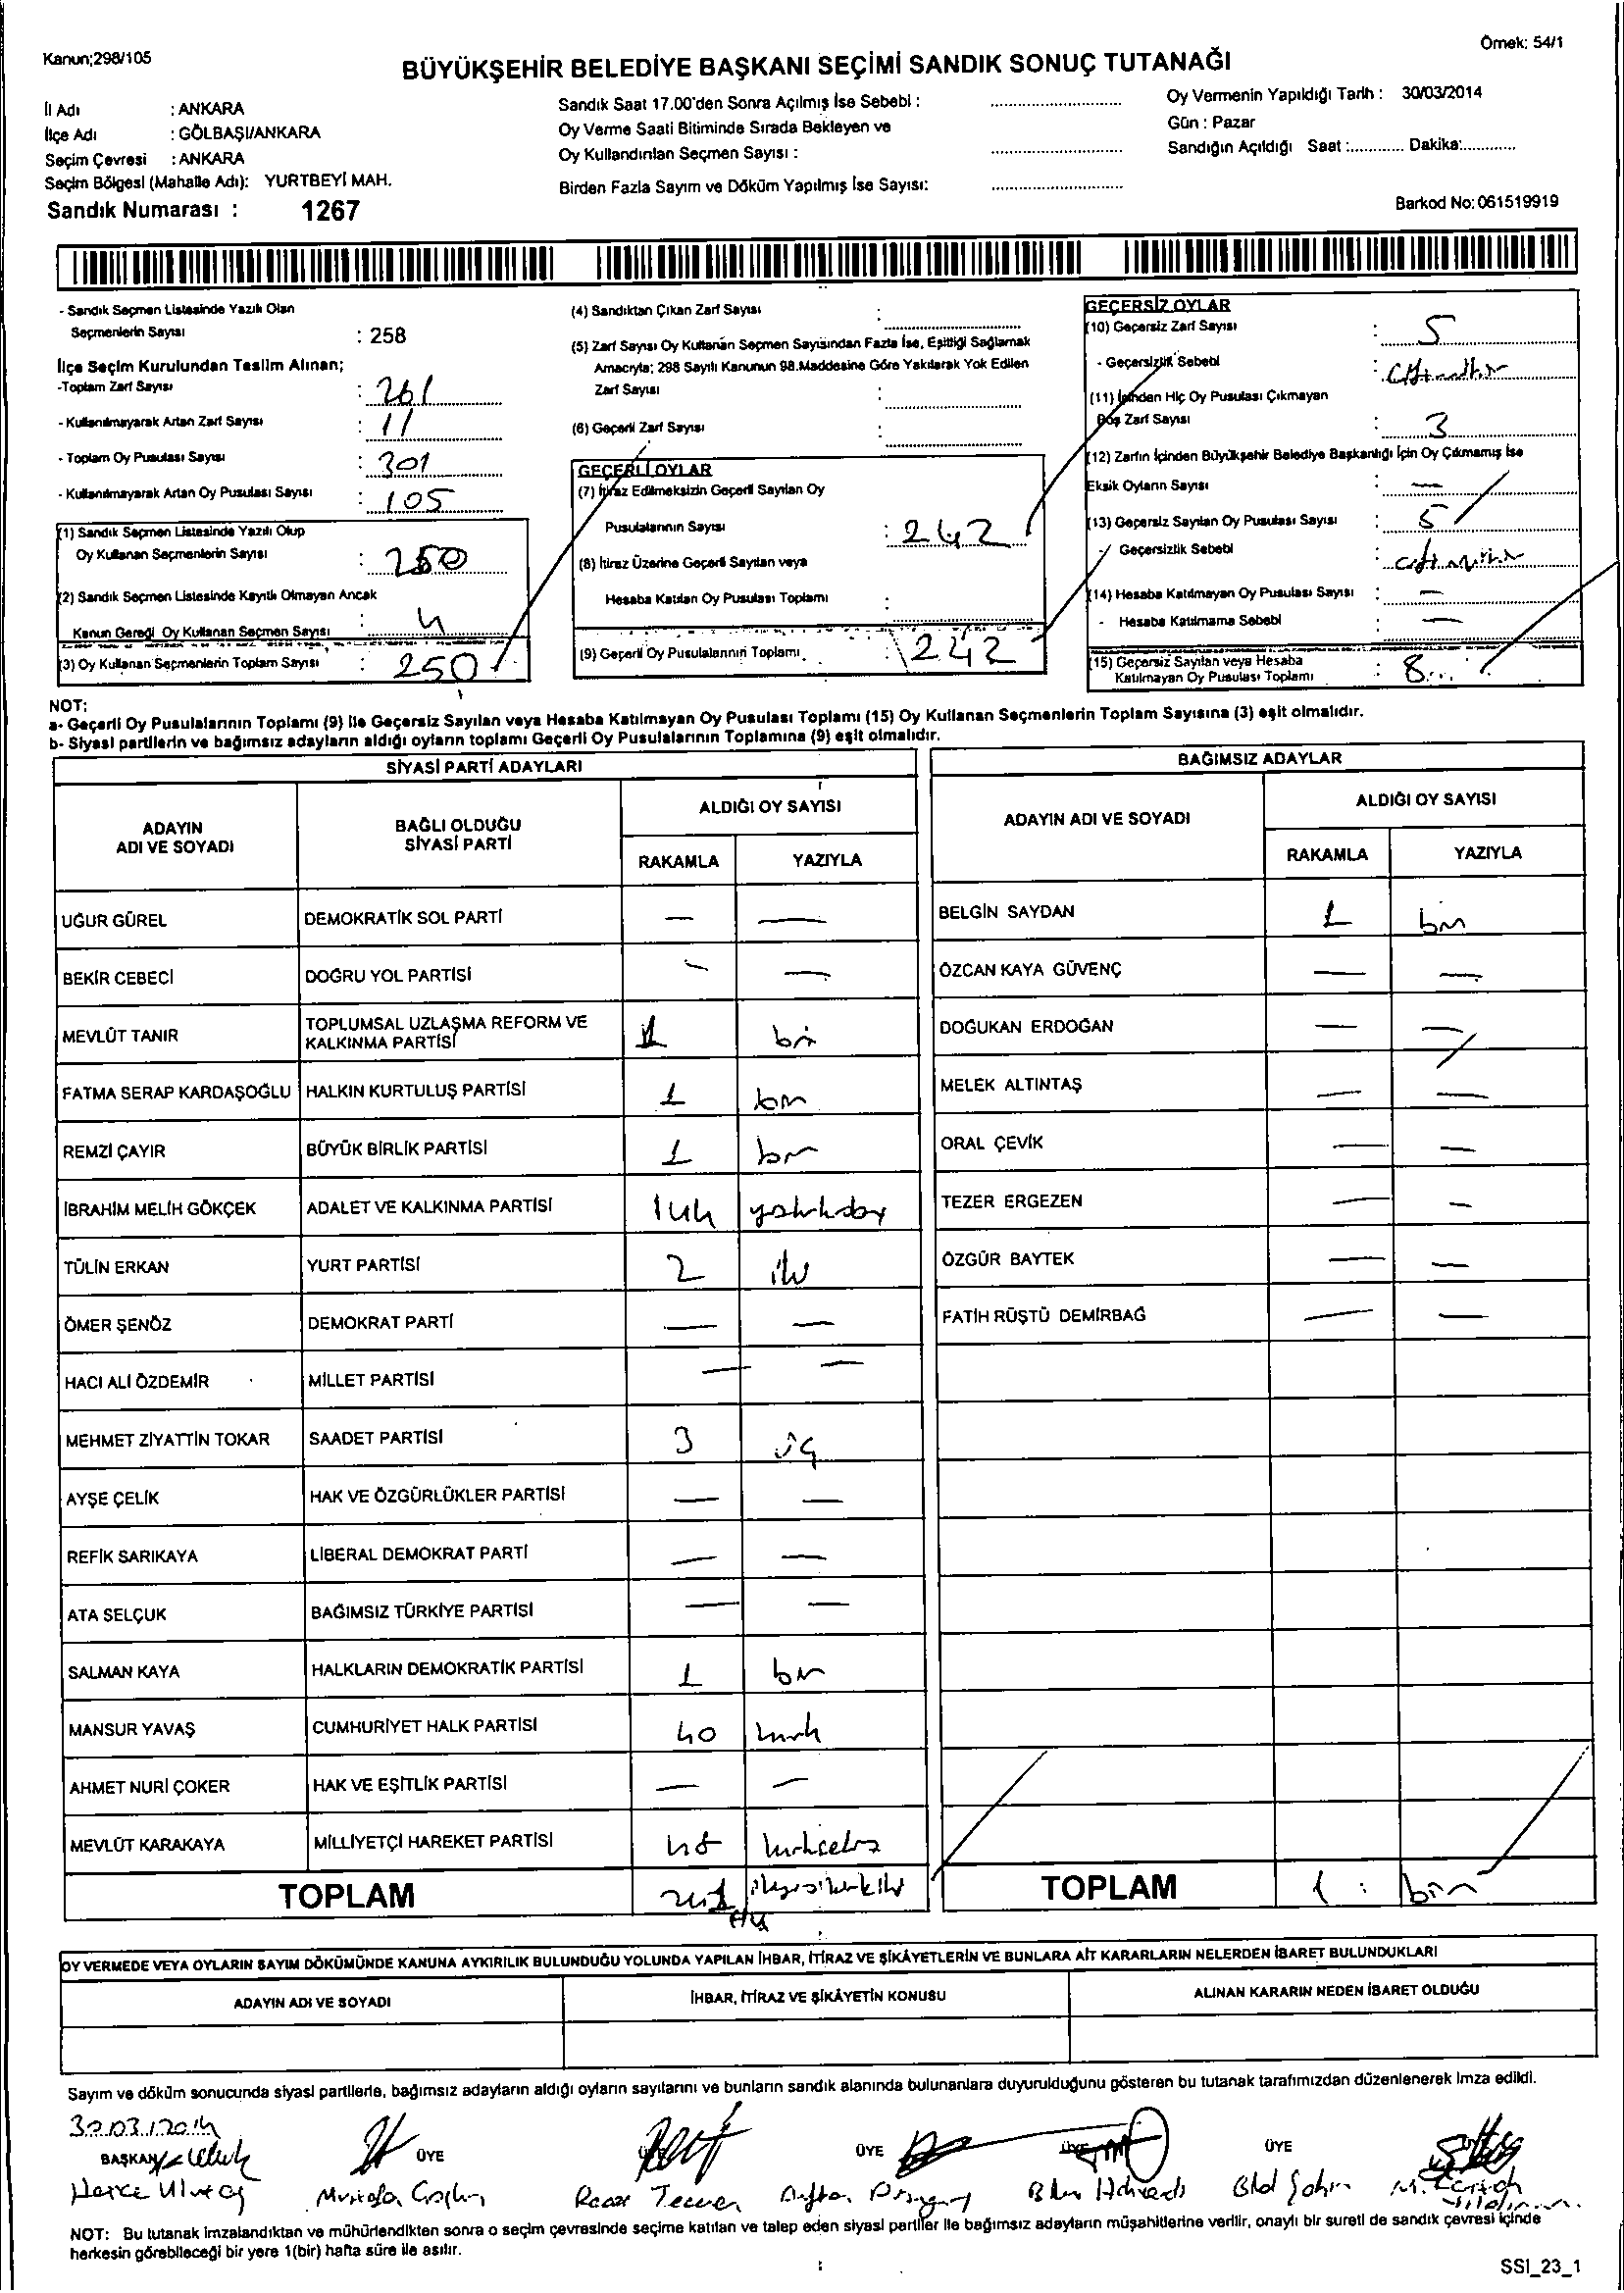 Kanun;298/105
Örnek: 54/1
BÜYÜKŞEHİR BELEDİYE BAŞKANI SEÇİMİ SANDIK SONUÇ TUTANAĞI
İl Adı : ANKARA
İlçe Adı : GÖLBAŞI/ANKARA
Seçim Çevresi : ANKARA
Seçim Bölgesi (Mahalle Adı): YURTBEYİ MAH.
Sandık Numarası : 1267
Sandık Saat 17.00'den Sonra Açılmış İse Sebebi :
Oy Verme Saati Bitiminde Sırada Bekleyen ve
Oy Kullandırılan Seçmen Sayısı :
Birden Fazla Sayım ve Döküm Yapılmış İse Sayısı:
Oy Vermenin Yapıldığı Tarih : 30/03/2014
Gün : Pazar
Sandığın Açıldığı Saat :............ Dakika:............
Barkod No: 061519919
- Sandık Seçmen Listesinde Yazılı Olan
Seçmenlerin Sayısı : 258
İlçe Seçim Kurulundan Teslim Alınan;
-Toplam Zarf Sayısı : 261
- Kullanılmayarak Artan Zarf Sayısı : 11
- Toplam Oy Pusulası Sayısı : 301
- Kullanılmayarak Artan Oy Pusulası Sayısı : 105
(1) Sandık Seçmen Listesinde Yazılı Olup
Oy Kullanan Seçmenlerin Sayısı : 250
(2) Sandık Seçmen Listesinde Kayıtlı Olmayan Ancak
Kanun Gereği Oy Kullanan Seçmen Sayısı : 4
(3) Oy Kullanan Seçmenlerin Toplam Sayısı : 250
(4) Sandıktan Çıkan Zarf Sayısı :
(5) Zarf Sayısı Oy Kullanan Seçmen Sayısından Fazla İse, Eşitliği Sağlamak
Amacıyla; 298 Sayılı Kanunun 98.Maddesine Göre Yakılarak Yok Edilen
Zarf Sayısı :
(6) Geçerli Zarf Sayısı :
GEÇERLİ OYLAR
(7) İtiraz Edilmeksizin Geçerli Sayılan Oy
Pusulalarının Sayısı : 242
(8) İtiraz Üzerine Geçerli Sayılan veya
Hesaba Katılan Oy Pusulası Toplamı :
(9) Geçerli Oy Pusulalarının Toplamı : 242
GEÇERSİZ OYLAR
(10) Geçersiz Zarf Sayısı : 5
- Geçersizlik Sebebi :
(11) İçinden Hiç Oy Pusulası Çıkmayan
Boş Zarf Sayısı : 3
(12) Zarfın İçinden Büyükşehir Belediye Başkanlığı İçin Oy Çıkmamış İse
Eksik Oyların Sayısı : —
(13) Geçersiz Sayılan Oy Pusulası Sayısı : 5
- Geçersizlik Sebebi :
(14) Hesaba Katılmayan Oy Pusulası Sayısı : —
- Hesaba Katılmama Sebebi : —
(15) Geçersiz Sayılan veya Hesaba
Katılmayan Oy Pusulası Toplamı : 8
NOT:
a- Geçerli Oy Pusulalarının Toplamı (9) ile Geçersiz Sayılan veya Hesaba Katılmayan Oy Pusulası Toplamı (15) Oy Kullanan Seçmenlerin Toplam Sayısına (3) eşit olmalıdır.
b- Siyasi partilerin ve bağımsız adayların aldığı oyların toplamı Geçerli Oy Pusulalarının Toplamına (9) eşit olmalıdır.
SİYASİ PARTİ ADAYLARI
ADAYIN ADI VE SOYADI
BAĞLI OLDUĞU SİYASİ PARTİ
ALDIĞI OY SAYISI
RAKAMLA YAZIYLA
UĞUR GÜREL DEMOKRATİK SOL PARTİ — —
BEKİR CEBECİ DOĞRU YOL PARTİSİ — —
MEVLÜT TANIR TOPLUMSAL UZLAŞMA REFORM VE KALKINMA PARTİSİ 1 bir
FATMA SERAP KARDAŞOĞLU HALKIN KURTULUŞ PARTİSİ 1 bir
REMZİ ÇAYIR BÜYÜK BİRLİK PARTİSİ 1 bir
İBRAHİM MELİH GÖKÇEK ADALET VE KALKINMA PARTİSİ 144
TÜLİN ERKAN YURT PARTİSİ 2 iki
ÖMER ŞENÖZ DEMOKRAT PARTİ — —
HACI ALİ ÖZDEMİR MİLLET PARTİSİ — —
MEHMET ZİYATTİN TOKAR SAADET PARTİSİ 3 üç
AYŞE ÇELİK HAK VE ÖZGÜRLÜKLER PARTİSİ — —
REFİK SARIKAYA LİBERAL DEMOKRAT PARTİ — —
ATA SELÇUK BAĞIMSIZ TÜRKİYE PARTİSİ — —
SALMAN KAYA HALKLARIN DEMOKRATİK PARTİSİ 1 bir
MANSUR YAVAŞ CUMHURİYET HALK PARTİSİ 40 kırk
AHMET NURİ ÇOKER HAK VE EŞİTLİK PARTİSİ — —
MEVLÜT KARAKAYA MİLLİYETÇİ HAREKET PARTİSİ 48 kırksekiz
TOPLAM 241
BAĞIMSIZ ADAYLAR
ADAYIN ADI VE SOYADI
ALDIĞI OY SAYISI
RAKAMLA YAZIYLA
BELGİN SAYDAN 1 bir
ÖZCAN KAYA GÜVENÇ — —
DOĞUKAN ERDOĞAN — —
MELEK ALTINTAŞ — —
ORAL ÇEVİK — —
TEZER ERGEZEN — —
ÖZGÜR BAYTEK — —
FATİH RÜŞTÜ DEMİRBAĞ — —
TOPLAM 1 bir
OY VERMEDE VEYA OYLARIN SAYIM DÖKÜMÜNDE KANUNA AYKIRILIK BULUNDUĞU YOLUNDA YAPILAN İHBAR, İTİRAZ VE ŞİKÂYETLERİN VE BUNLARA AİT KARARLARIN NELERDEN İBARET BULUNDUKLARI
ADAYIN ADI VE SOYADI İHBAR, İTİRAZ VE ŞİKÂYETİN KONUSU ALINAN KARARIN NEDEN İBARET OLDUĞU
Sayım ve döküm sonucunda siyasi partilerle, bağımsız adayların aldığı oyların sayılarını ve bunların sandık alanında bulunanlara duyurulduğunu gösteren bu tutanak tarafımızdan düzenlenerek imza edildi.
30.03.2014
BAŞKAN ÜYE ÜYE ÜYE ÜYE ÜYE ÜYE
NOT: Bu tutanak imzalandıktan ve mühürlendikten sonra o seçim çevresinde seçime katılan ve talep eden siyasi partiler ile bağımsız adayların müşahitlerine verilir, onaylı bir sureti de sandık çevresi içinde
herkesin görebileceği bir yere 1(bir) hafta süre ile asılır.
SSI_23_1